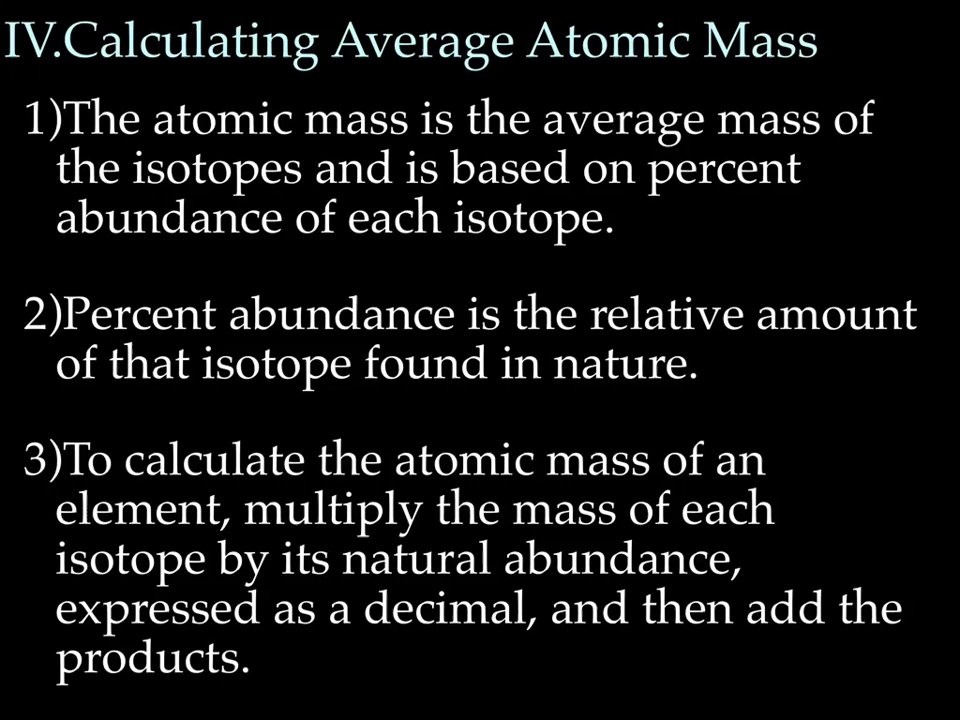 IV.Calculating Average Atomic Mass
1)The atomic mass is the average mass of
the isotopes and is based on percent
abundance of each isotope.
2)Percent abundance is the relative amount
of that isotope found in nature.
3)To calculate the atomic mass of an
element, multiply the mass of each
isotope by its natural abundance,
expressed as a decimal, and then add the
products.